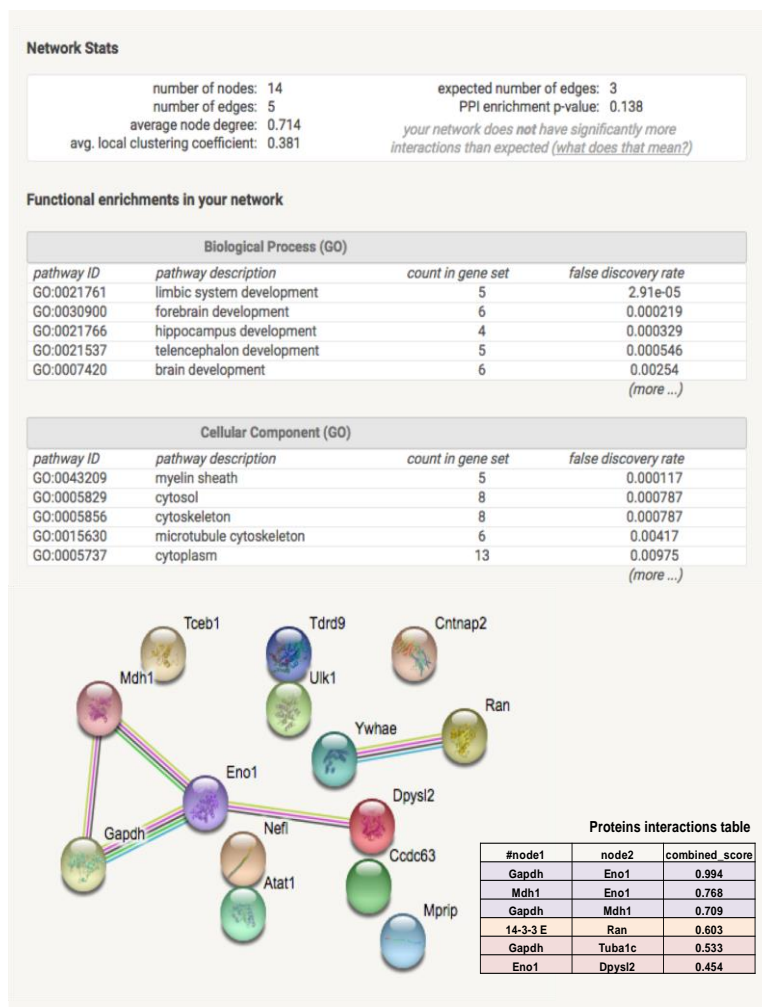 Network Stats
number of nodes: 14
number of edges: 5
average node degree: 0.714
avg. local clustering coefficient: 0.381
expected number of edges: 3
PPI enrichment p-value: 0.138
your network does not have significantly more
interactions than expected (what does that mean?)
Functional enrichments in your network
Biological Process (GO)
pathway ID pathway description count in gene set false discovery rate
GO:0021761 limbic system development 5 2.91e-05
GO:0030900 forebrain development 6 0.000219
GO:0021766 hippocampus development 4 0.000329
GO:0021537 telencephalon development 5 0.000546
GO:0007420 brain development 6 0.00254
(more ...)
Cellular Component (GO)
pathway ID pathway description count in gene set false discovery rate
GO:0043209 myelin sheath 5 0.000117
GO:0005829 cytosol 8 0.000787
GO:0005856 cytoskeleton 8 0.000787
GO:0015630 microtubule cytoskeleton 6 0.00417
GO:0005737 cytoplasm 13 0.00975
(more ...)
Tceb1
Tdrd9
Cntnap2
Mdh1
Ulk1
Ran
Ywhae
Eno1
Dpysl2
Gapdh
Nefl
Ccdc63
Atat1
Mprip
Proteins interactions table
#node1 node2 combined_score
Gapdh Eno1 0.994
Mdh1 Eno1 0.768
Gapdh Mdh1 0.709
14-3-3 E Ran 0.603
Gapdh Tuba1c 0.533
Eno1 Dpysl2 0.454